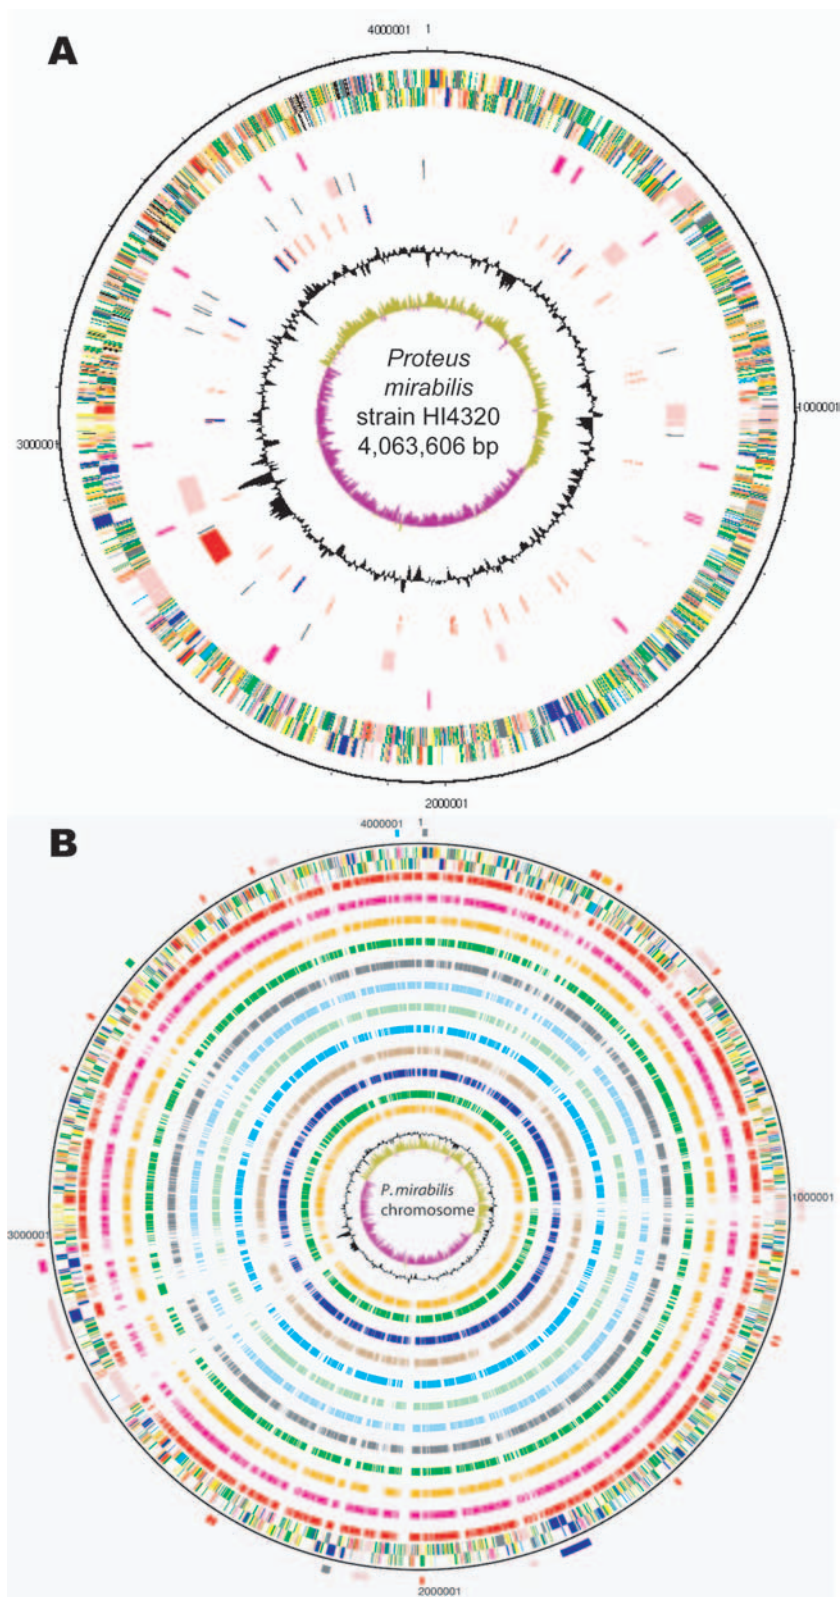 A
4000001 1
Proteus
mirabilis
strain HI4320
4,063,606 bp
1000001
3000001
2000001
B
4000001 1
P. mirabilis
chromosome
1000001
3000001
2000001